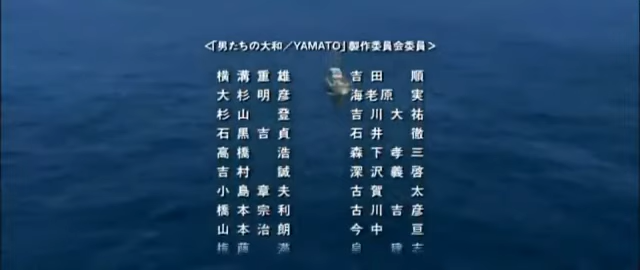 <「男たちの大和／YAMATO」製作委員会委員>
横溝重雄 吉田 順
大杉明彦 海老原 実
杉山 登 吉川大祐
石黒吉貞 石井 徹
高橋 浩 森下孝三
吉村 誠 深沢義啓
小島章夫 古賀 太
橋本宗利 古川吉彦
山本治朗 今中 亘